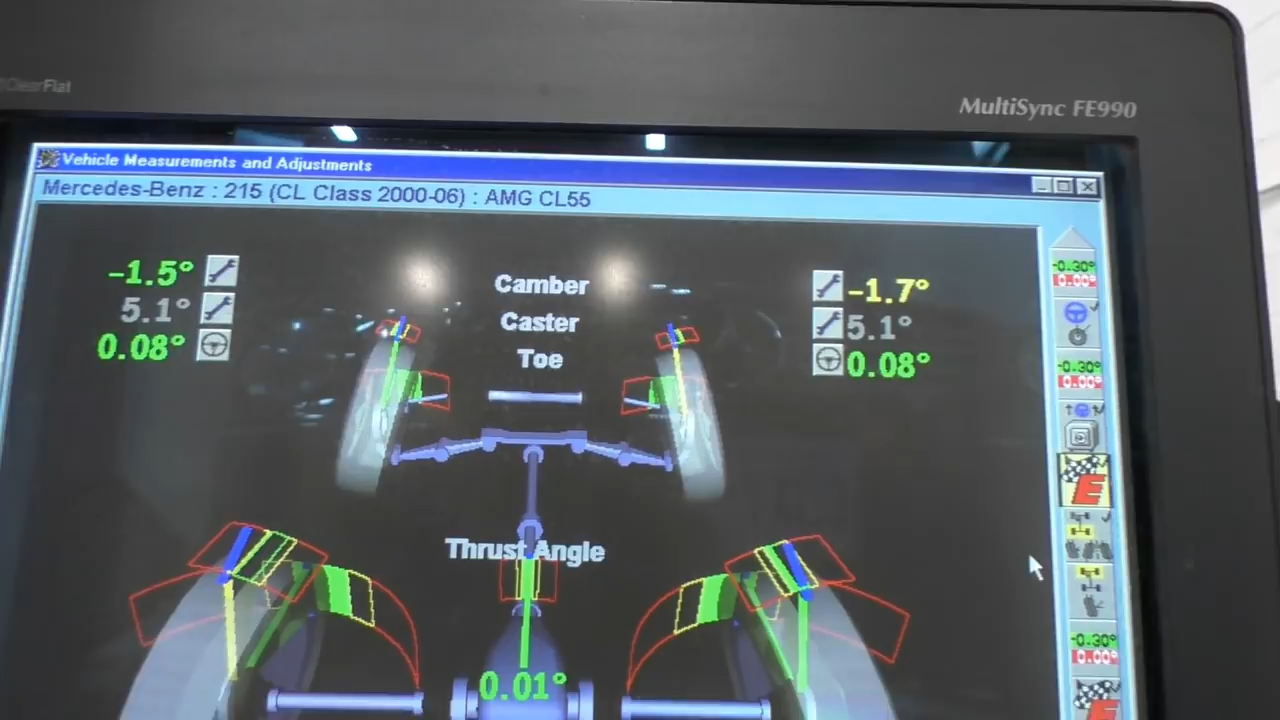 ClearFlat
MultiSync FE990
Vehicle Measurements and Adjustments
Mercedes-Benz : 215 (CL Class 2000-06) : AMG CL55
-1.5° Camber -1.7°
5.1° Caster 5.1°
0.08° Toe 0.08°
Thrust Angle
0.01°
-0.30°
0.00°
-0.30°
0.00°
E
-0.30°
0.00°
E